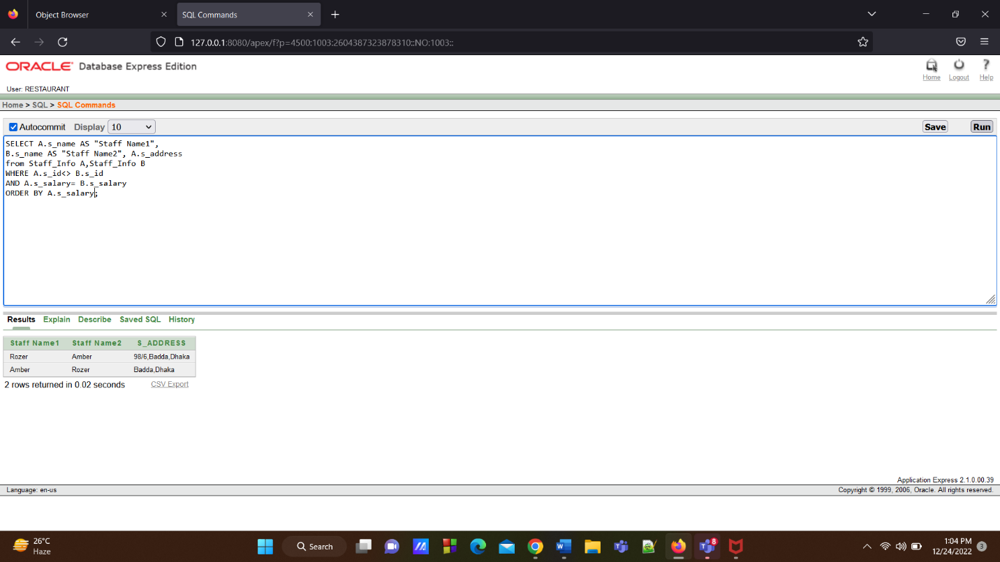 Object Browser
SQL Commands
127.0.0.1:8080/apex/f?p=4500:1003:2604387323878310::NO:1003::
ORACLE Database Express Edition
Home Logout Help
User: RESTAURANT
Home > SQL > SQL Commands
Autocommit Display 10 Save Run
SELECT A.s_name AS "Staff Name1",
B.s_name AS "Staff Name2", A.s_address
from Staff_Info A,Staff_Info B
WHERE A.s_id<> B.s_id
AND A.s_salary= B.s_salary
ORDER BY A.s_salary;
Results Explain Describe Saved SQL History
Staff Name1 Staff Name2 S_ADDRESS
Rozer Amber 98/6,Badda,Dhaka
Amber Rozer Badda,Dhaka
2 rows returned in 0.02 seconds CSV Export
Application Express 2.1.0.00.39
Language: en-us Copyright © 1999, 2006, Oracle. All rights reserved.
26°C
Haze
Search
8
1:04 PM
12/24/2022
3